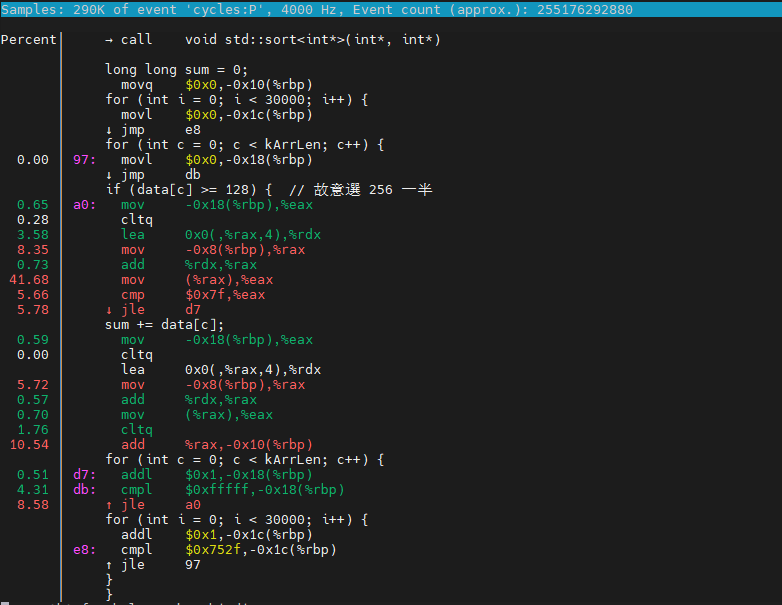 Samples: 290K of event 'cycles:P', 4000 Hz, Event count (approx.): 255176292880
Percent → call void std::sort<int*>(int*, int*)
long long sum = 0;
movq $0x0,-0x10(%rbp)
for (int i = 0; i < 30000; i++) {
movl $0x0,-0x1c(%rbp)
↓ jmp e8
for (int c = 0; c < kArrLen; c++) {
0.00 97: movl $0x0,-0x18(%rbp)
↓ jmp db
if (data[c] >= 128) { // 故意選 256 一半
0.65 a0: mov -0x18(%rbp),%eax
0.28 cltq
3.58 lea 0x0(,%rax,4),%rdx
8.35 mov -0x8(%rbp),%rax
0.73 add %rdx,%rax
41.68 mov (%rax),%eax
5.66 cmp $0x7f,%eax
5.78 ↓ jle d7
sum += data[c];
0.59 mov -0x18(%rbp),%eax
0.00 cltq
lea 0x0(,%rax,4),%rdx
5.72 mov -0x8(%rbp),%rax
0.57 add %rdx,%rax
0.70 mov (%rax),%eax
1.76 cltq
10.54 add %rax,-0x10(%rbp)
for (int c = 0; c < kArrLen; c++) {
0.51 d7: addl $0x1,-0x18(%rbp)
4.31 db: cmpl $0xfffff,-0x18(%rbp)
8.58 ↑ jle a0
for (int i = 0; i < 30000; i++) {
addl $0x1,-0x1c(%rbp)
e8: cmpl $0x752f,-0x1c(%rbp)
↑ jle 97
}
}